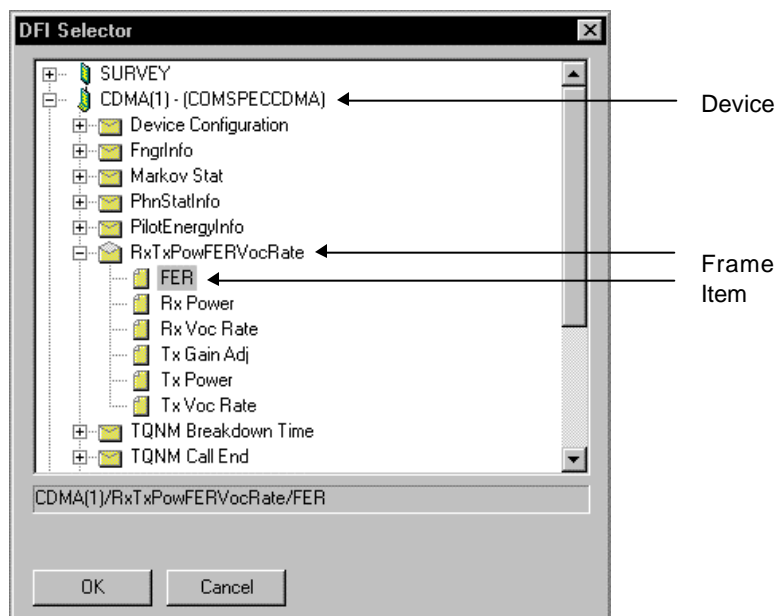 DFI Selector
SURVEY
CDMA(1) - (COMSPECCDMA)
Device
Device Configuration
FngrInfo
Markov Stat
PhnStatInfo
PilotEnergyInfo
RxTxPowFERVocRate
Frame
FER
Item
Rx Power
Rx Voc Rate
Tx Gain Adj
Tx Power
Tx Voc Rate
TQNM Breakdown Time
TQNM Call End
CDMA(1)/RxTxPowFERVocRate/FER
OK
Cancel